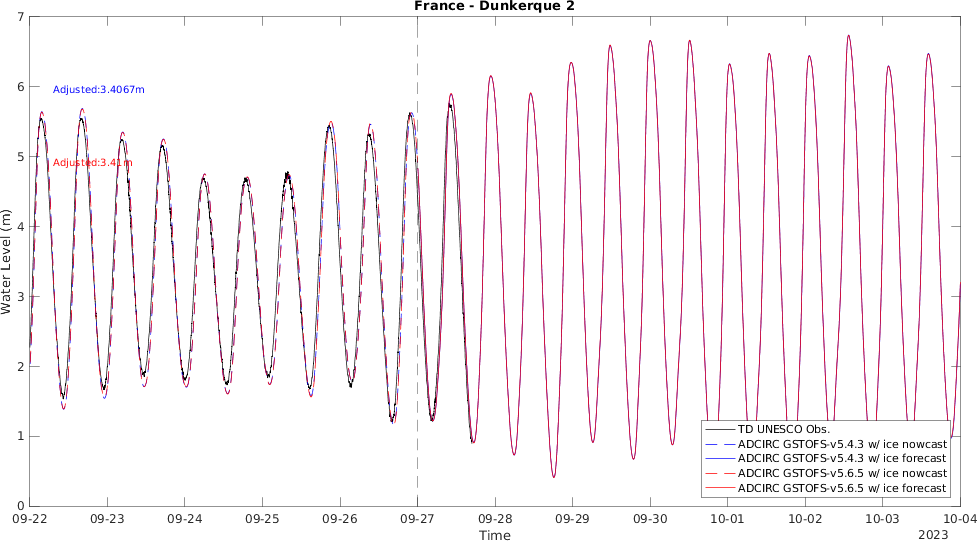 France - Dunkerque 2
7
6
5
4
3
2
1
0
Water Level (m)
Adjusted:3.4067m
Adjusted:3.41m
TD UNESCO Obs.
ADCIRC GSTOFS-v5.4.3 w/ ice nowcast
ADCIRC GSTOFS-v5.4.3 w/ ice forecast
ADCIRC GSTOFS-v5.6.5 w/ ice nowcast
ADCIRC GSTOFS-v5.6.5 w/ ice forecast
09-22 09-23 09-24 09-25 09-26 09-27 09-28 09-29 09-30 10-01 10-02 10-03 10-04
Time
2023